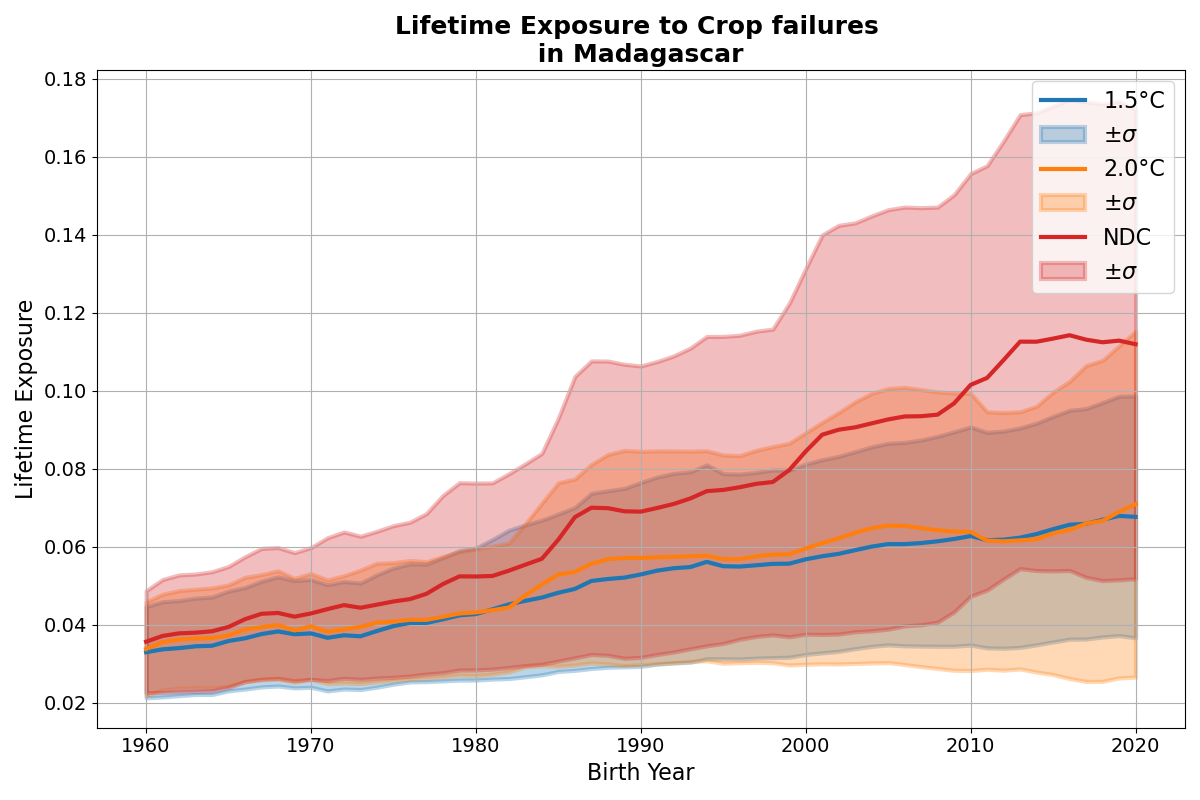 Lifetime Exposure to Crop failures
in Madagascar
Lifetime Exposure
0.18
0.16
0.14
0.12
0.10
0.08
0.06
0.04
0.02
1.5°C
±σ
2.0°C
±σ
NDC
±σ
1960 1970 1980 1990 2000 2010 2020
Birth Year